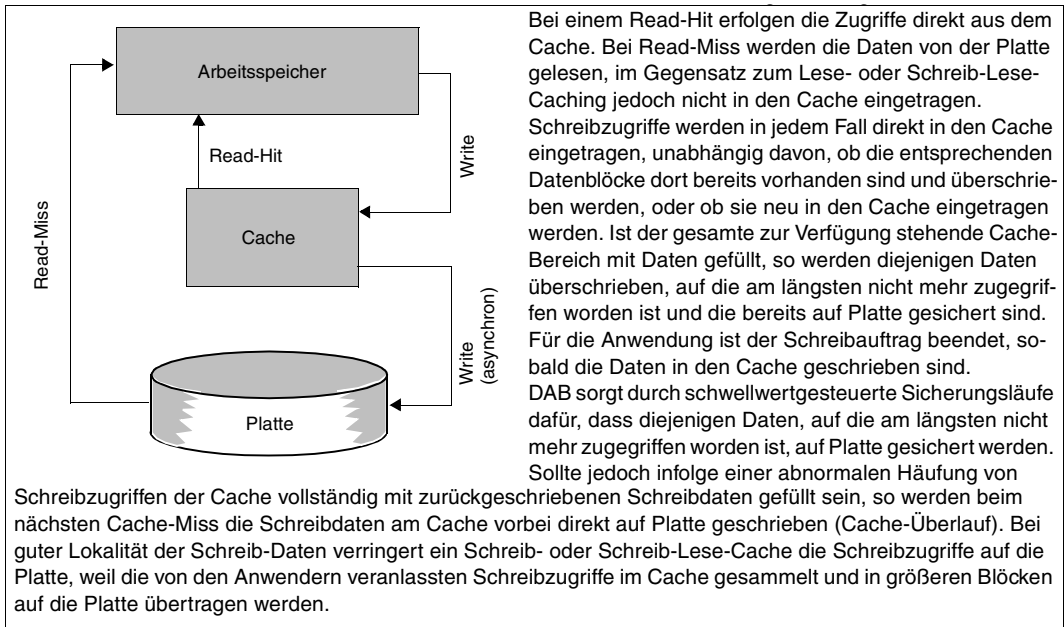 Arbeitsspeicher
Read-Hit
Write
Cache
Read-Miss
Write
(asynchron)
Platte
Bei einem Read-Hit erfolgen die Zugriffe direkt aus dem
Cache. Bei Read-Miss werden die Daten von der Platte
gelesen, im Gegensatz zum Lese- oder Schreib-Lese-
Caching jedoch nicht in den Cache eingetragen.
Schreibzugriffe werden in jedem Fall direkt in den Cache
eingetragen, unabhängig davon, ob die entsprechenden
Datenblöcke dort bereits vorhanden sind und überschrie-
ben werden, oder ob sie neu in den Cache eingetragen
werden. Ist der gesamte zur Verfügung stehende Cache-
Bereich mit Daten gefüllt, so werden diejenigen Daten
überschrieben, auf die am längsten nicht mehr zugegrif-
fen worden ist und die bereits auf Platte gesichert sind.
Für die Anwendung ist der Schreibauftrag beendet, so-
bald die Daten in den Cache geschrieben sind.
DAB sorgt durch schwellwertgesteuerte Sicherungsläufe
dafür, dass diejenigen Daten, auf die am längsten nicht
mehr zugegriffen worden ist, auf Platte gesichert werden.
Sollte jedoch infolge einer abnormalen Häufung von
Schreibzugriffen der Cache vollständig mit zurückgeschriebenen Schreibdaten gefüllt sein, so werden beim
nächsten Cache-Miss die Schreibdaten am Cache vorbei direkt auf Platte geschrieben (Cache-Überlauf). Bei
guter Lokalität der Schreib-Daten verringert ein Schreib- oder Schreib-Lese-Cache die Schreibzugriffe auf die
Platte, weil die von den Anwendern veranlassten Schreibzugriffe im Cache gesammelt und in größeren Blöcken
auf die Platte übertragen werden.